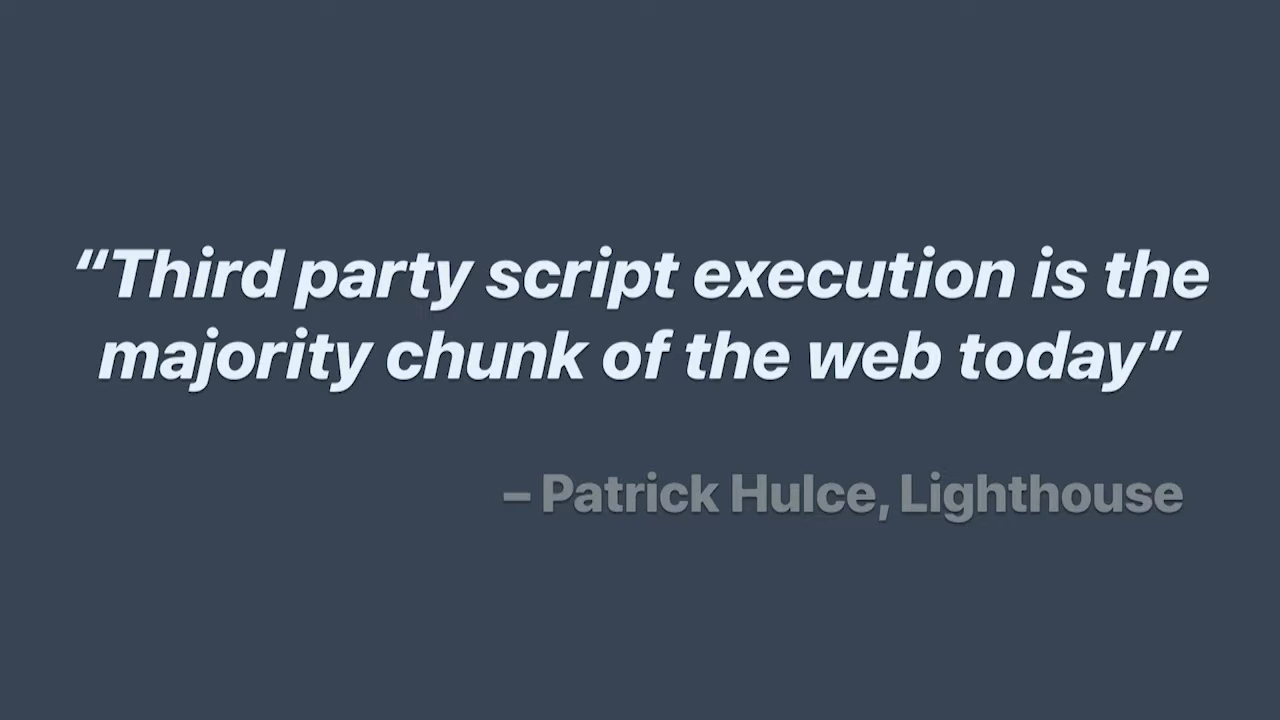 “Third party script execution is the
majority chunk of the web today”
– Patrick Hulce, Lighthouse